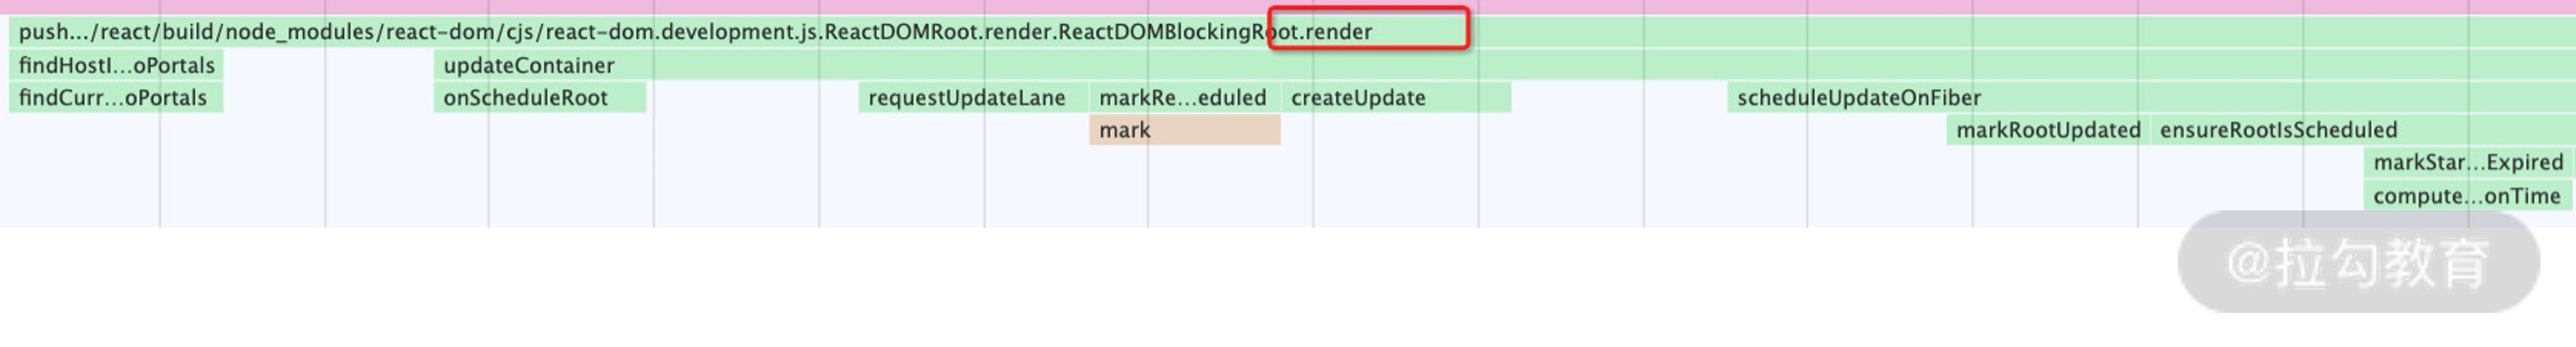 push.../react/build/node_modules/react-dom/cjs/react-dom.development.js.ReactDOMRoot.render.ReactDOMBlockingRoot.render
findHostI...oPortals updateContainer
findCurr...oPortals onScheduleRoot requestUpdateLane markRe...eduled createUpdate scheduleUpdateOnFiber
mark markRootUpdated ensureRootIsScheduled
markStar...Expired
compute...onTime
@拉勾教育